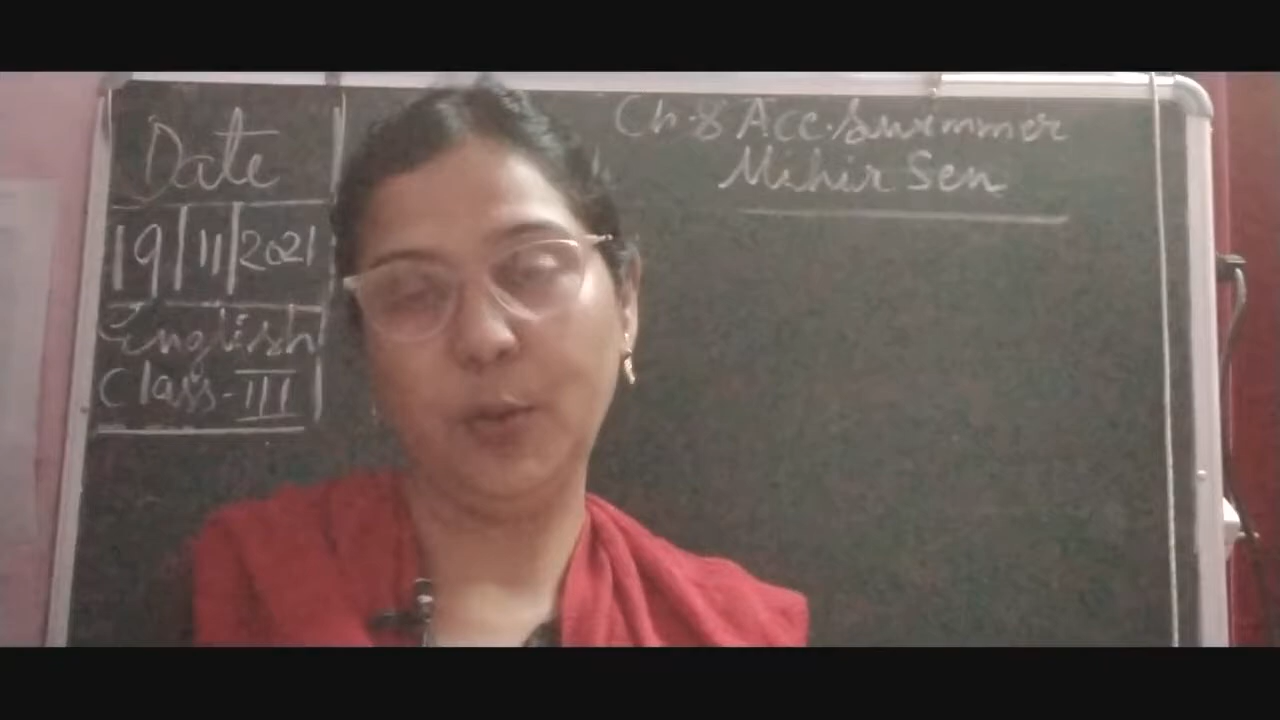 Date
19/11/2021
English
Class-III
Ch-8 Acc. Swimmer
Mihir Sen